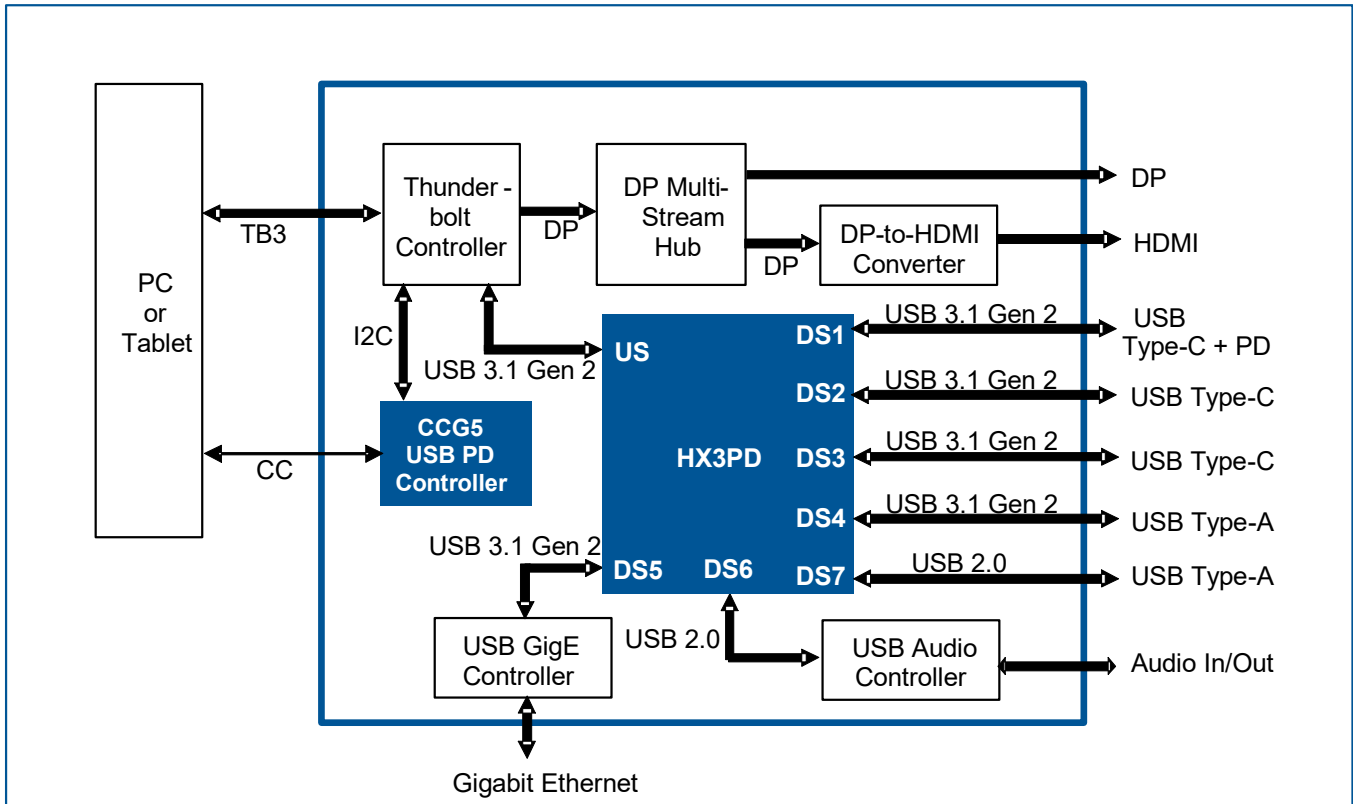 PC
or
Tablet
TB3
CC
Thunder -
bolt
Controller
DP
DP Multi-
Stream
Hub
DP
DP-to-HDMI
Converter
DP
HDMI
I2C
USB 3.1 Gen 2
CCG5
USB PD
Controller
US
HX3PD
DS1
USB 3.1 Gen 2
USB
Type-C + PD
DS2
USB 3.1 Gen 2
USB Type-C
DS3
USB 3.1 Gen 2
USB Type-C
DS4
USB 3.1 Gen 2
USB Type-A
DS7
USB 2.0
USB Type-A
USB 3.1 Gen 2
DS5
DS6
USB GigE
Controller
USB 2.0
USB Audio
Controller
Audio In/Out
Gigabit Ethernet